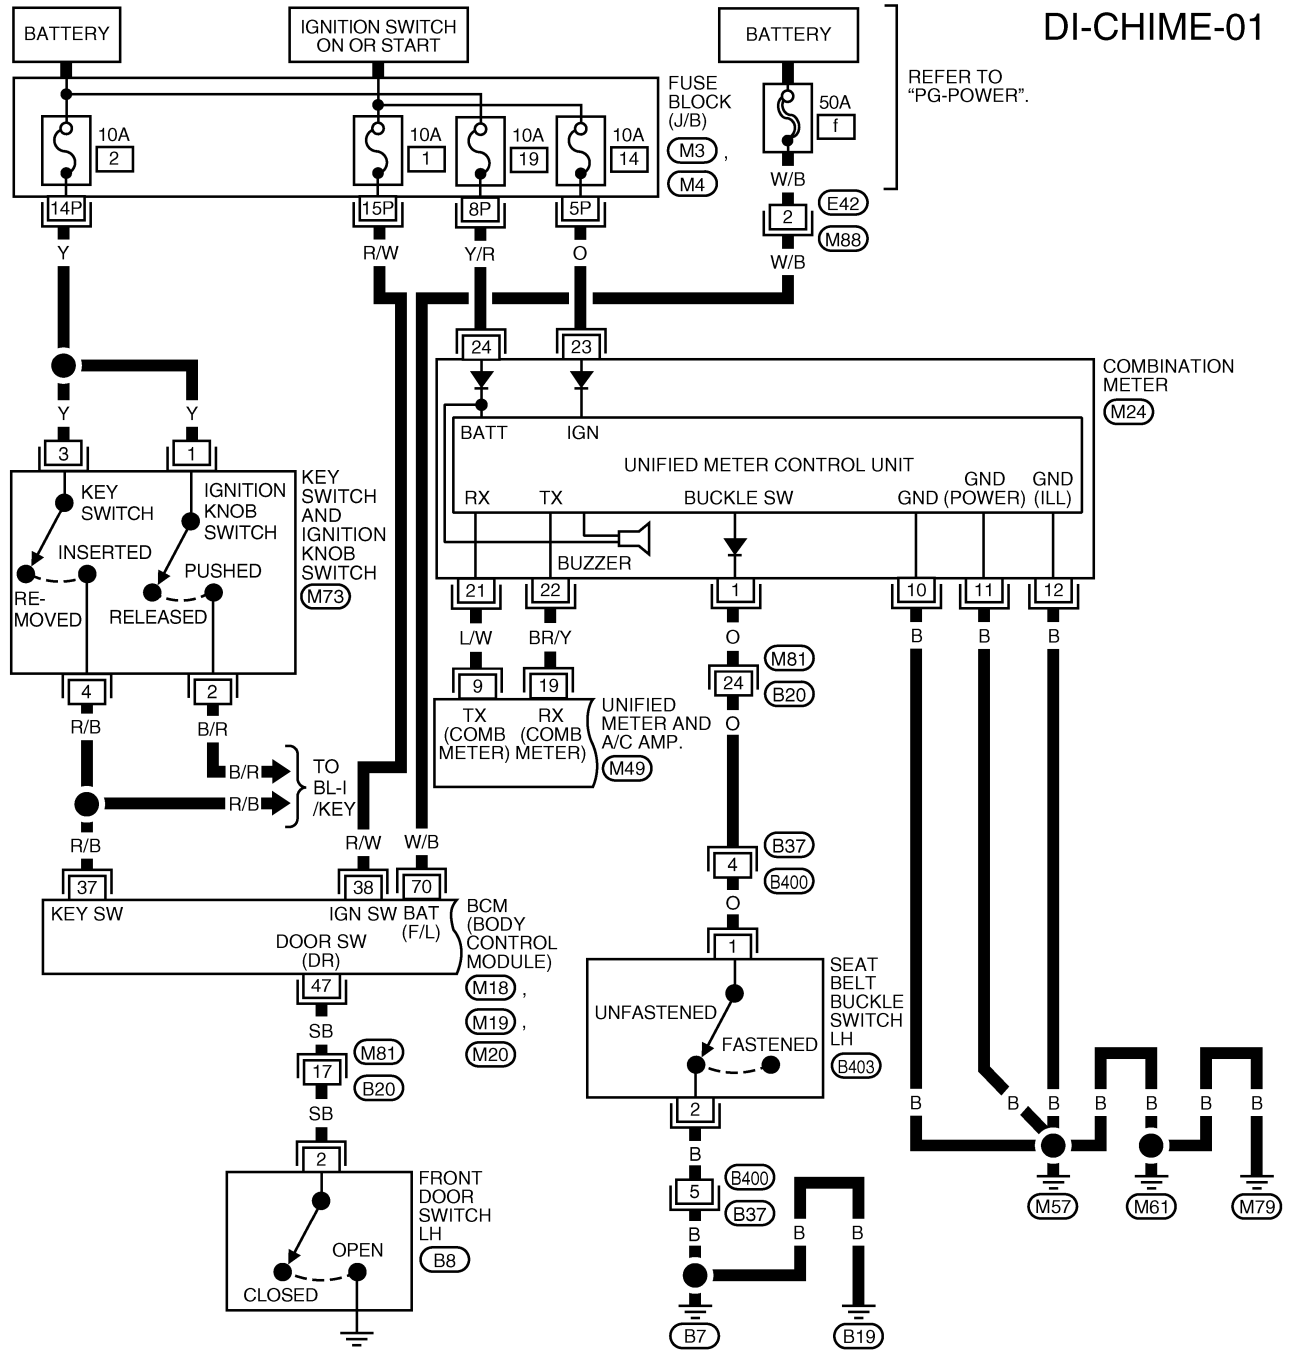 DI-CHIME-01
BATTERY
IGNITION SWITCH
ON OR START
BATTERY
REFER TO
“PG-POWER”.
FUSE
BLOCK
(J/B)
M3 ,
M4
10A
2
10A
1
10A
19
10A
14
50A
f
W/B
14P
15P
8P
5P
2
E42
M88
Y
R/W
Y/R
O
W/B
24
23
COMBINATION
METER
M24
BATT
IGN
UNIFIED METER CONTROL UNIT
RX
TX
BUCKLE SW
GND
GND
(POWER)
GND
(ILL)
BUZZER
Y
Y
3
1
KEY
SWITCH
IGNITION
KNOB
SWITCH
INSERTED
PUSHED
RE-
MOVED
RELEASED
KEY
SWITCH
AND
IGNITION
KNOB
SWITCH
M73
21
22
1
10
11
12
L/W
BR/Y
O
B
B
B
9
19
24
M81
B20
TX
(COMB
METER)
RX
(COMB
METER)
UNIFIED
METER AND
A/C AMP.
M49
O
4
2
R/B
B/R
B/R
R/B
TO
BL-I
/KEY
R/B
R/W
W/B
4
B37
B400
O
37
38
70
KEY SW
IGN SW
BAT
(F/L)
DOOR SW
(DR)
BCM
(BODY
CONTROL
MODULE)
M18 ,
M19 ,
M20
47
SB
17
M81
B20
SB
2
CLOSED
OPEN
FRONT
DOOR
SWITCH
LH
B8
1
UNFASTENED
FASTENED
SEAT
BELT
BUCKLE
SWITCH
LH
B403
2
B
5
B400
B37
B
B
B
B7
B19
B
B
B
B
B
B
B
M57
M61
M79